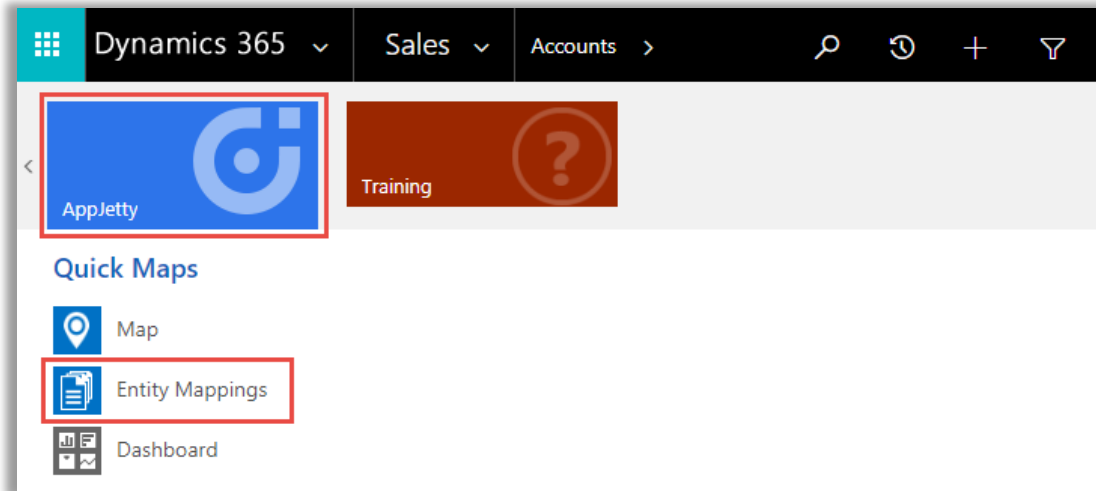 Dynamics 365 Sales Accounts
AppJetty
Training
Quick Maps
Map
Entity Mappings
Dashboard